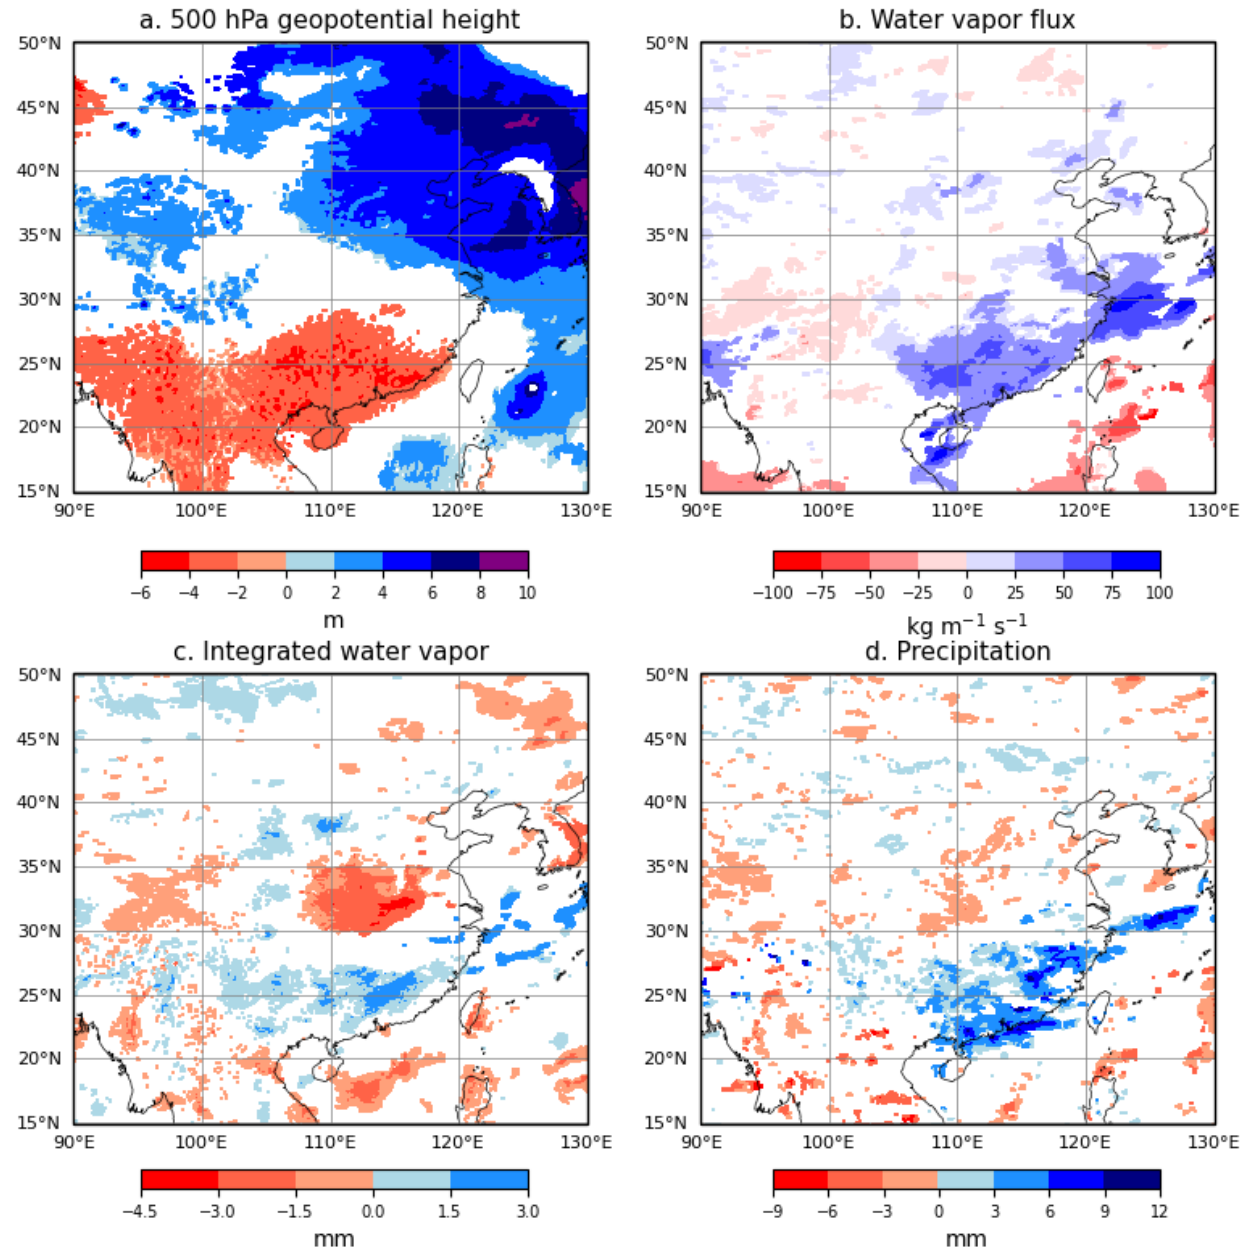 a. 500 hPa geopotential height
50°N
45°N
40°N
35°N
30°N
25°N
20°N
15°N
90°E 100°E 110°E 120°E 130°E
−6 −4 −2 0 2 4 6 8 10
m
b. Water vapor flux
50°N
45°N
40°N
35°N
30°N
25°N
20°N
15°N
90°E 100°E 110°E 120°E 130°E
−100 −75 −50 −25 0 25 50 75 100
kg m⁻¹ s⁻¹
c. Integrated water vapor
50°N
45°N
40°N
35°N
30°N
25°N
20°N
15°N
90°E 100°E 110°E 120°E 130°E
−4.5 −3.0 −1.5 0.0 1.5 3.0
mm
d. Precipitation
50°N
45°N
40°N
35°N
30°N
25°N
20°N
15°N
90°E 100°E 110°E 120°E 130°E
−9 −6 −3 0 3 6 9 12
mm